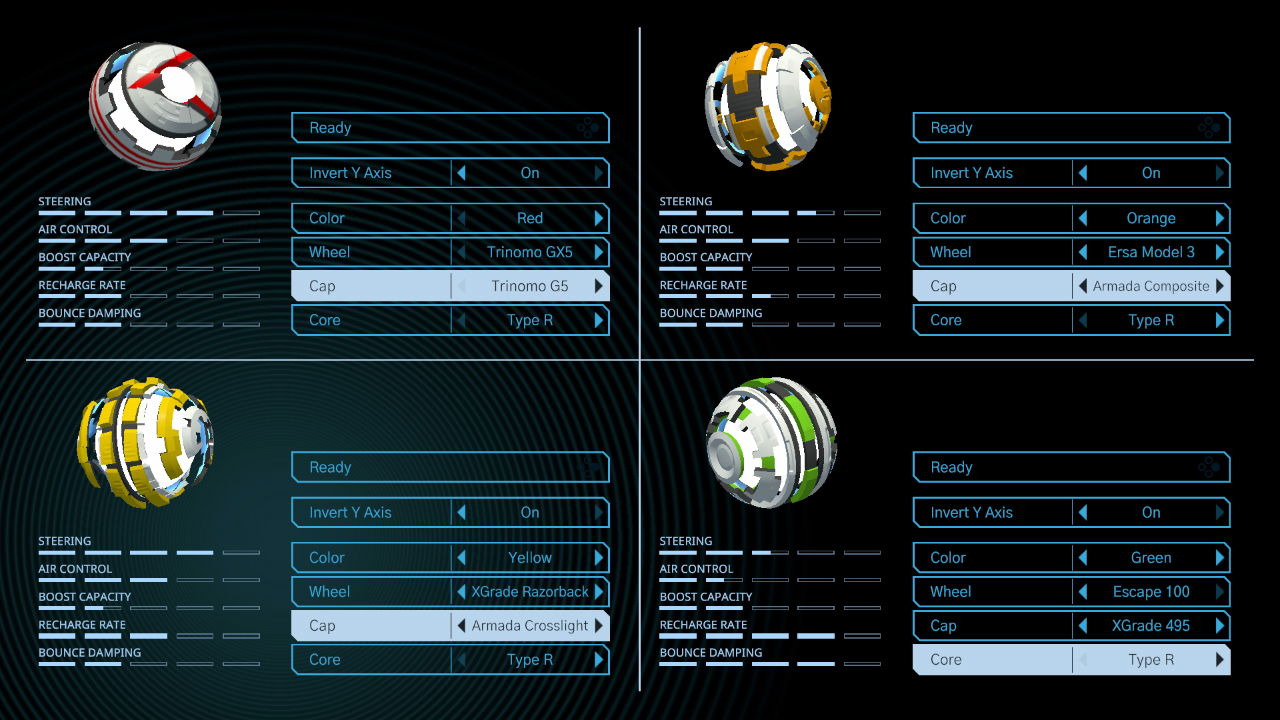 Ready
Invert Y Axis On
STEERING
AIR CONTROL
BOOST CAPACITY
RECHARGE RATE
BOUNCE DAMPING
Color Red
Wheel Trinomo GX5
Cap Trinomo G5
Core Type R
Ready
Invert Y Axis On
STEERING
AIR CONTROL
BOOST CAPACITY
RECHARGE RATE
BOUNCE DAMPING
Color Orange
Wheel Ersa Model 3
Cap Armada Composite
Core Type R
Ready
Invert Y Axis On
STEERING
AIR CONTROL
BOOST CAPACITY
RECHARGE RATE
BOUNCE DAMPING
Color Yellow
Wheel XGrade Razorback
Cap Armada Crosslight
Core Type R
Ready
Invert Y Axis On
STEERING
AIR CONTROL
BOOST CAPACITY
RECHARGE RATE
BOUNCE DAMPING
Color Green
Wheel Escape 100
Cap XGrade 495
Core Type R